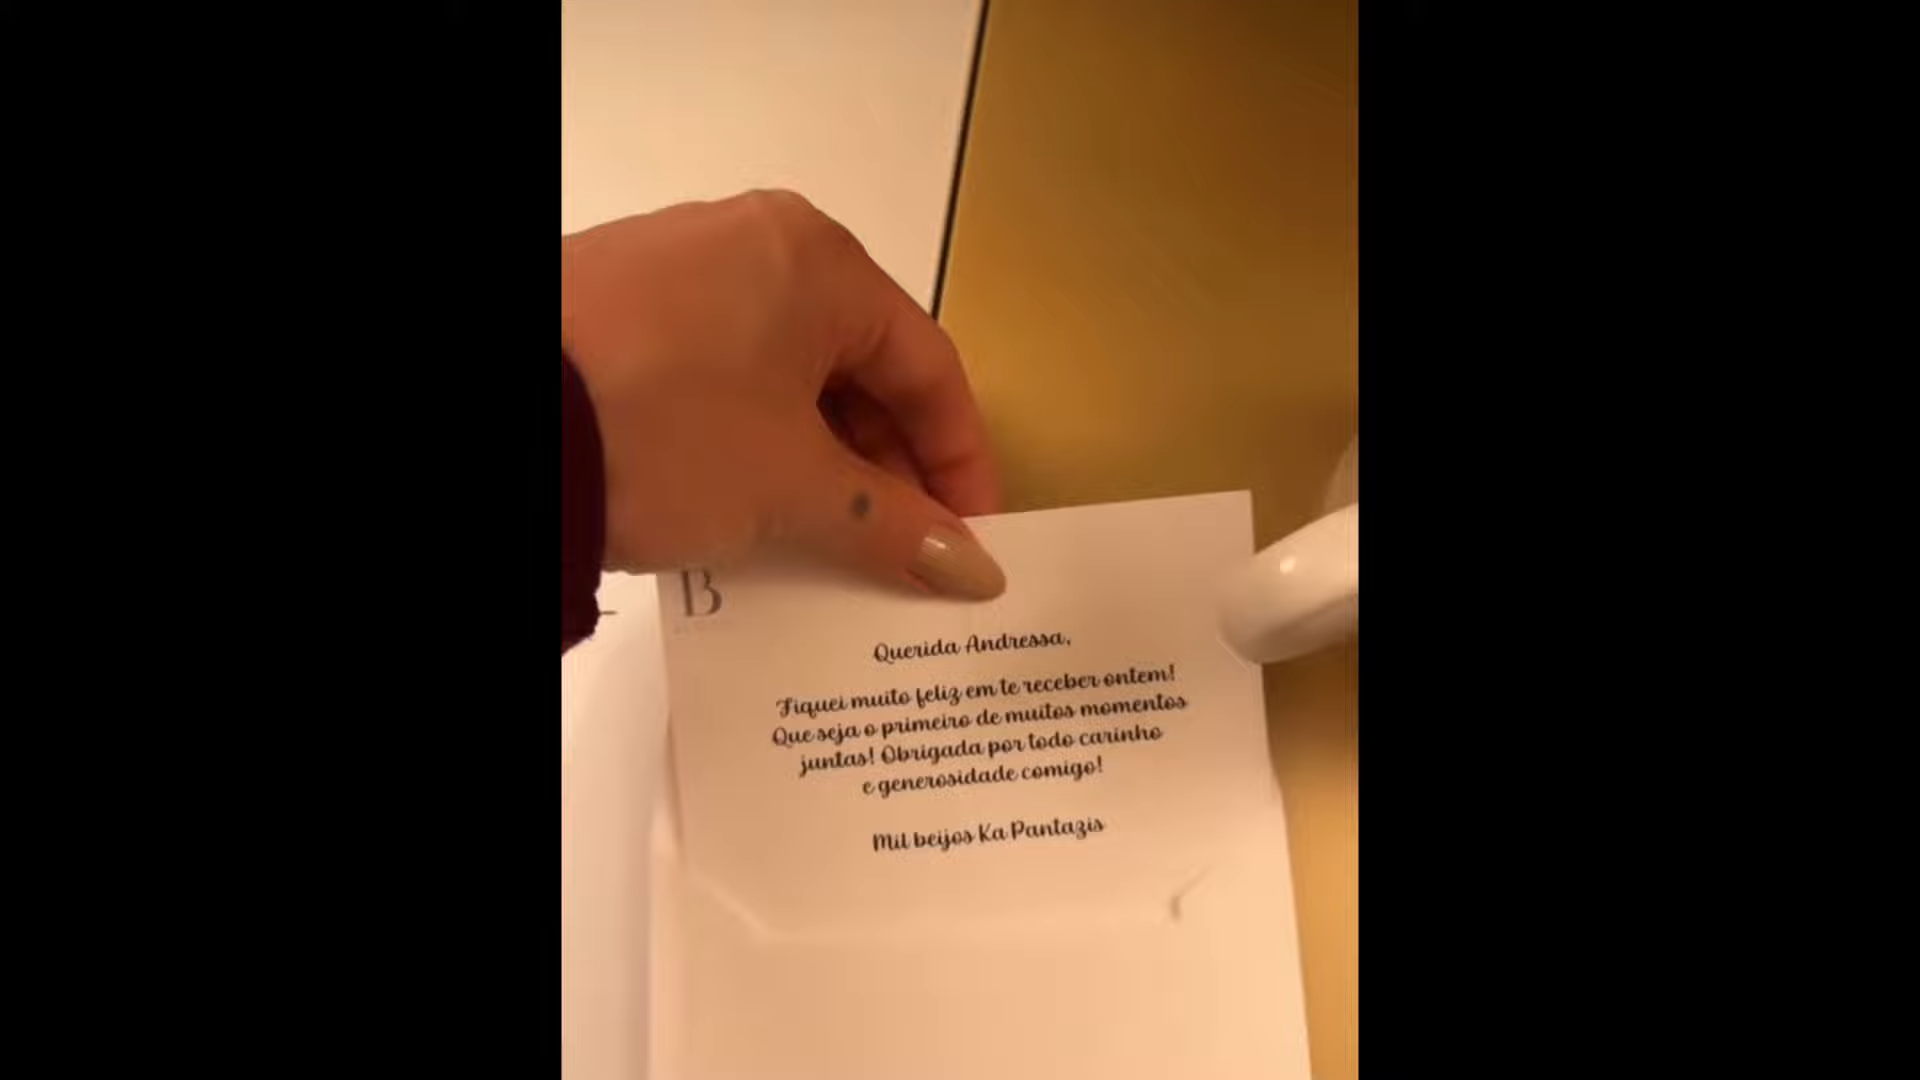 B
Querida Andressa,
Fiquei muito feliz em te receber ontem!
Que seja o primeiro de muitos momentos
juntas! Obrigada por todo carinho
e generosidade comigo!
Mil beijos Ka Pantazis